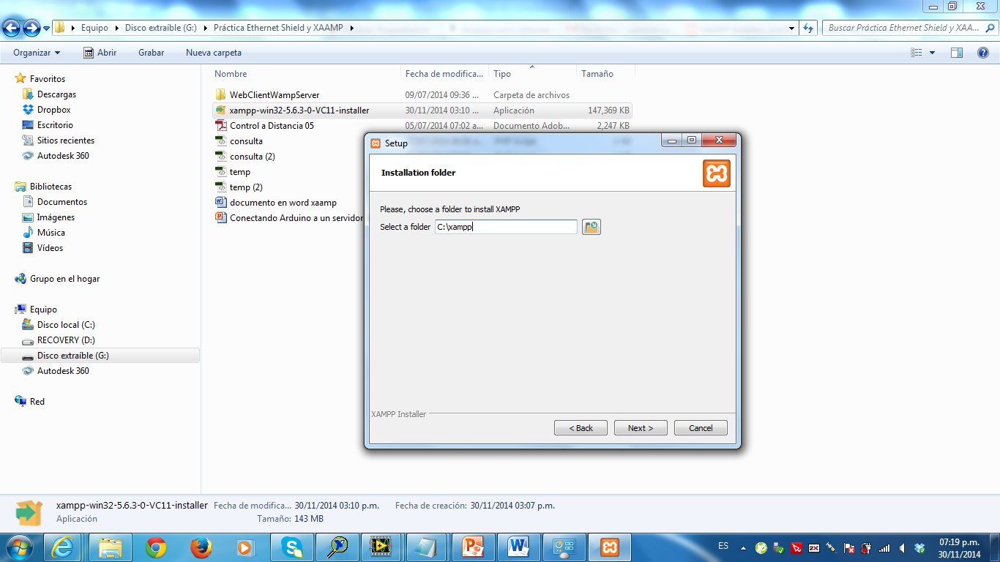 Equipo Disco extraíble (G:) Práctica Ethernet Shield y XAAMP
Buscar Práctica Ethernet Shield y XAA...
Organizar Abrir Grabar Nueva carpeta
Favoritos
Descargas
Dropbox
Escritorio
Sitios recientes
Autodesk 360
Bibliotecas
Documentos
Imágenes
Música
Vídeos
Grupo en el hogar
Equipo
Disco local (C:)
RECOVERY (D:)
Disco extraíble (G:)
Autodesk 360
Red
Nombre Fecha de modifica... Tipo Tamaño
WebClientWampServer 09/07/2014 09:36 ... Carpeta de archivos
xampp-win32-5.6.3-0-VC11-installer 30/11/2014 03:10 ... Aplicación 147,369 KB
Control a Distancia 05 05/07/2014 07:02 a... Documento Adob... 2,247 KB
consulta
consulta (2)
temp
temp (2)
documento en word xaamp
Conectando Arduino a un servidor
Setup
Installation folder
Please, choose a folder to install XAMPP
Select a folder C:\xampp
XAMPP Installer
< Back Next > Cancel
xampp-win32-5.6.3-0-VC11-installer Fecha de modifica... 30/11/2014 03:10 p.m. Fecha de creación: 30/11/2014 03:07 p.m.
Aplicación Tamaño: 143 MB
ES
07:19 p.m.
30/11/2014